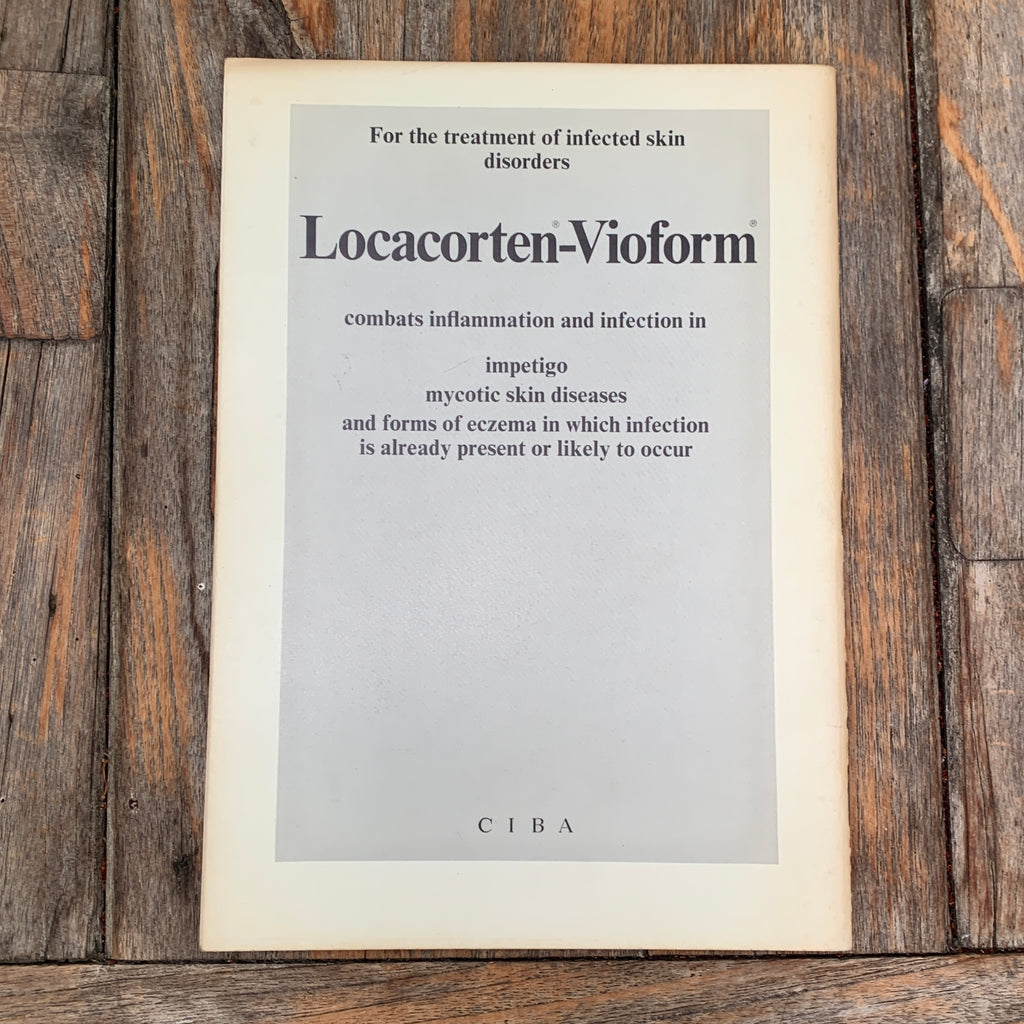 For the treatment of infected skin
disorders
Locacorten®-Vioform®
combats inflammation and infection in
impetigo
mycotic skin diseases
and forms of eczema in which infection
is already present or likely to occur
C I B A